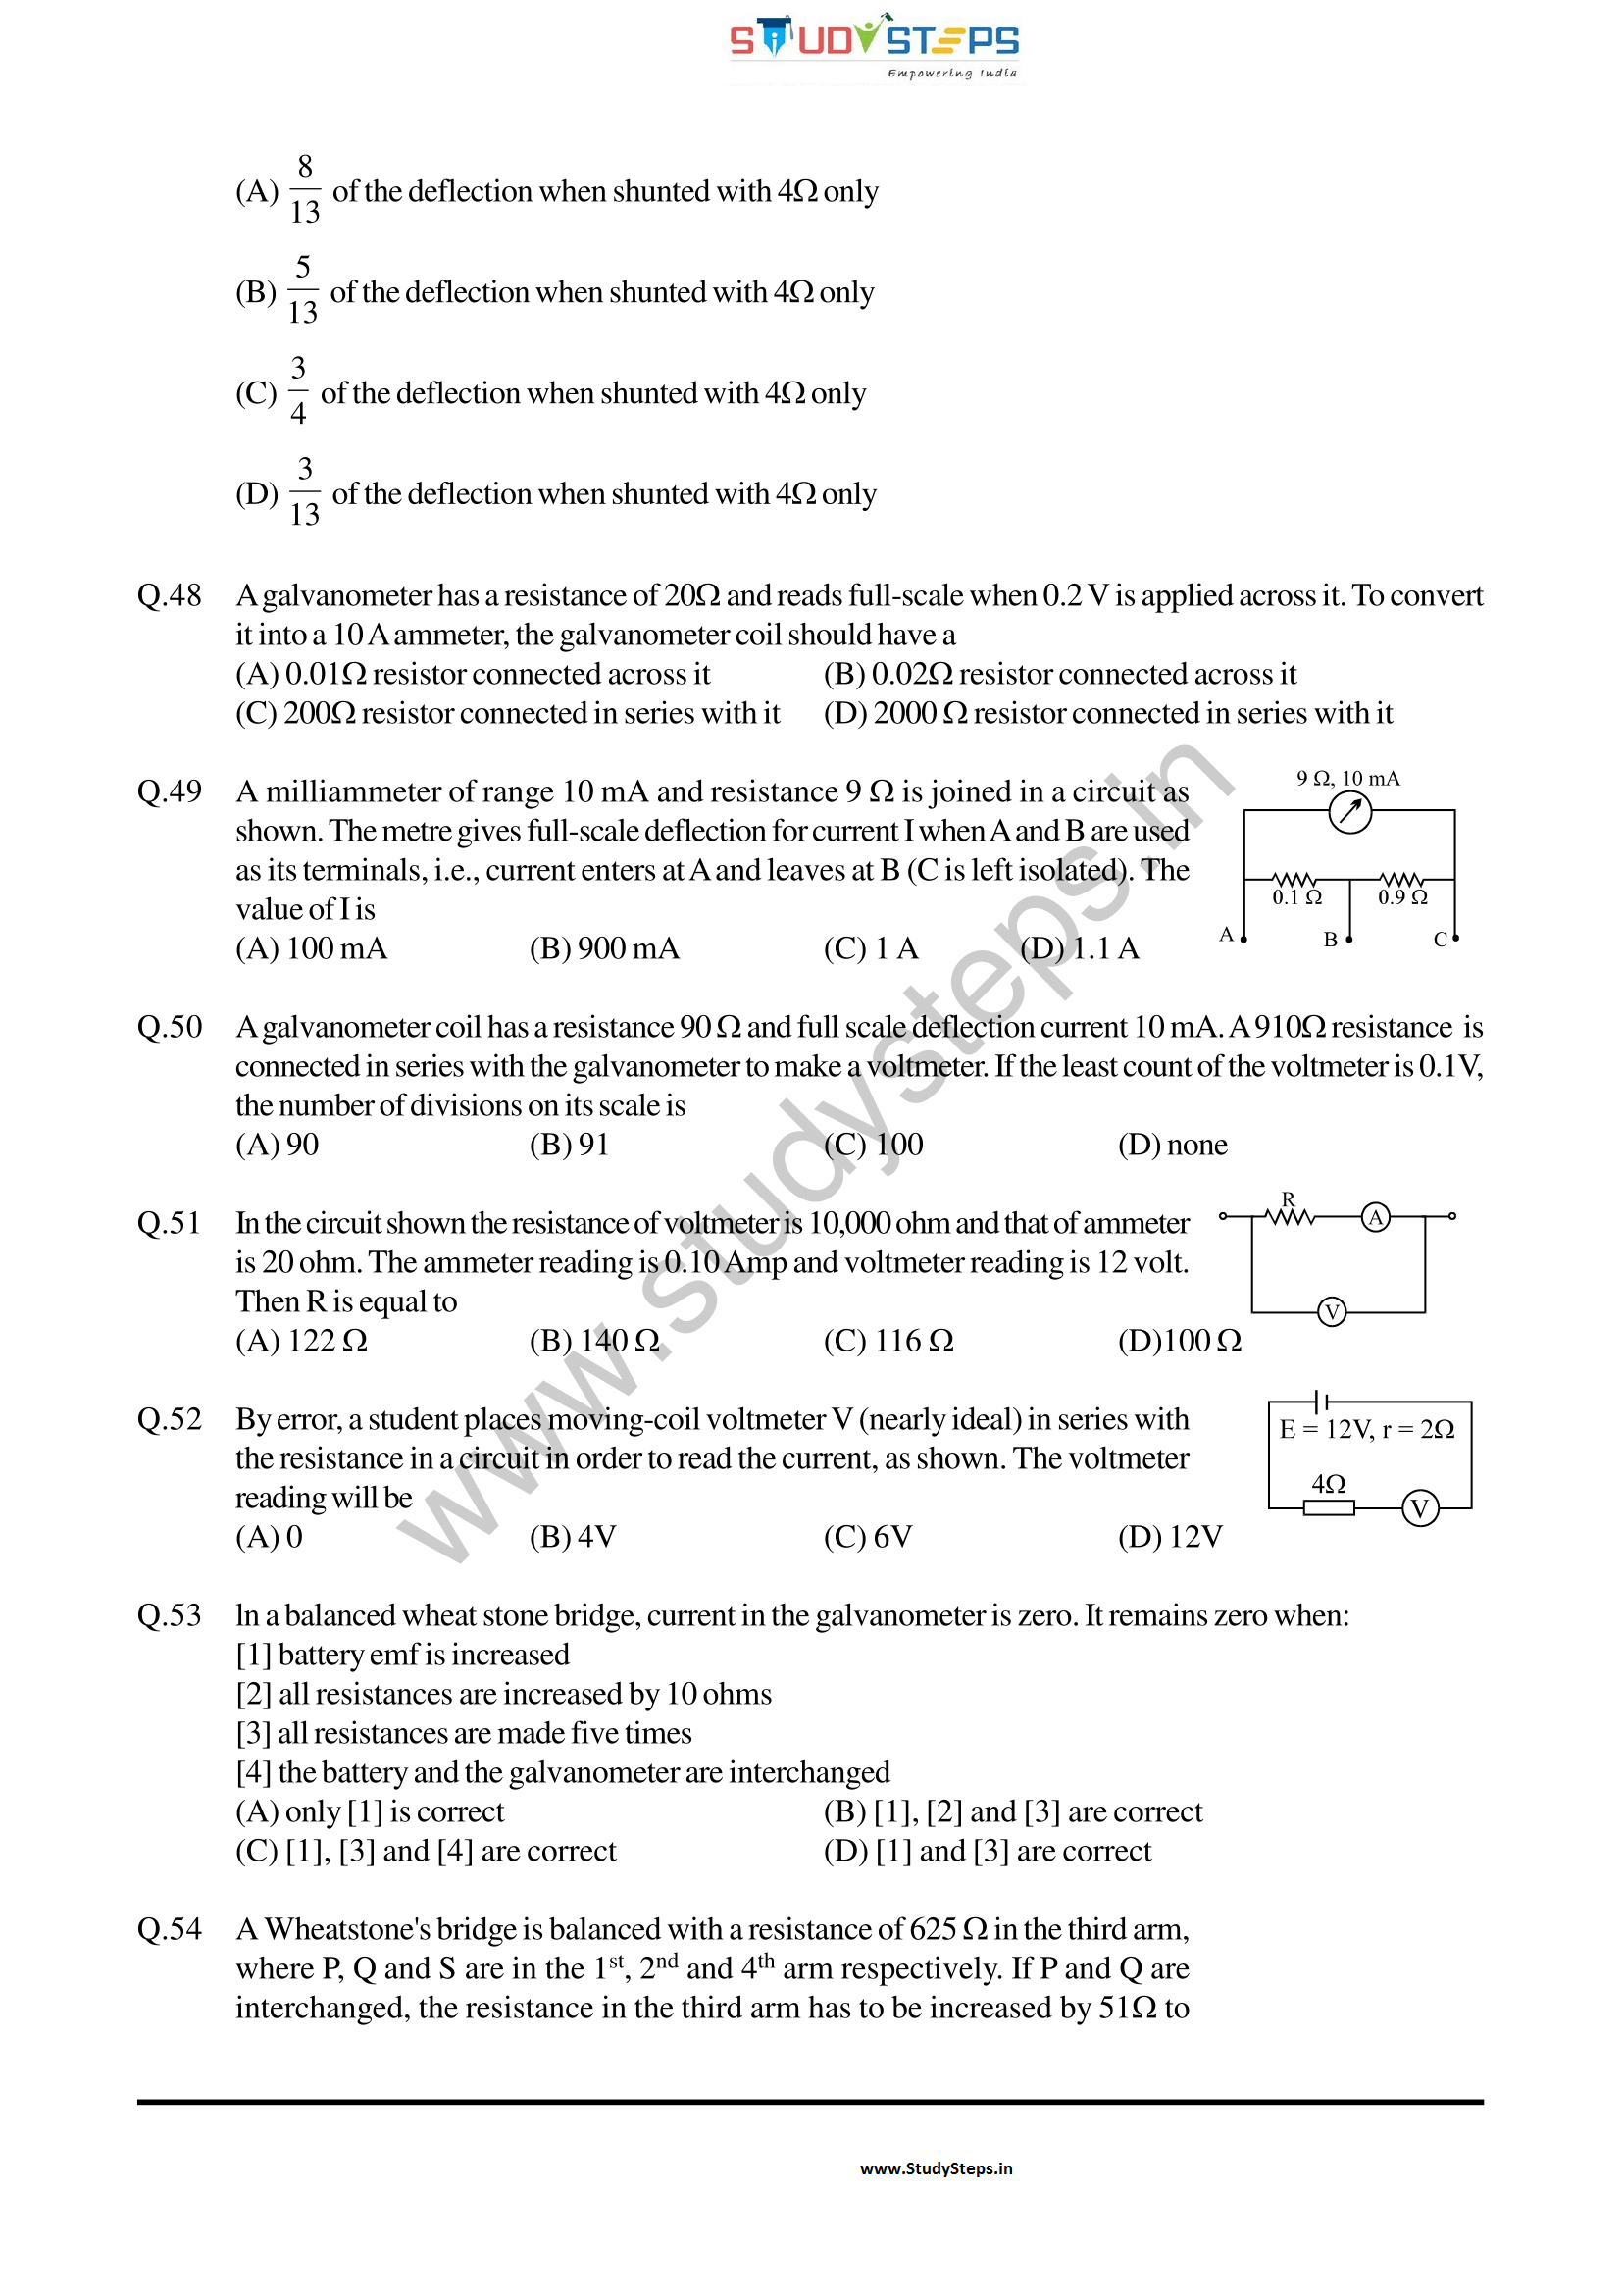 STUDYSTEPS
Empowering India
(A) 8/13 of the deflection when shunted with 4Ω only
(B) 5/13 of the deflection when shunted with 4Ω only
(C) 3/4 of the deflection when shunted with 4Ω only
(D) 3/13 of the deflection when shunted with 4Ω only
Q.48 A galvanometer has a resistance of 20Ω and reads full-scale when 0.2 V is applied across it. To convert
it into a 10 A ammeter, the galvanometer coil should have a
(A) 0.01Ω resistor connected across it (B) 0.02Ω resistor connected across it
(C) 200Ω resistor connected in series with it (D) 2000 Ω resistor connected in series with it
Q.49 A milliammeter of range 10 mA and resistance 9 Ω is joined in a circuit as
shown. The metre gives full-scale deflection for current I when A and B are used
as its terminals, i.e., current enters at A and leaves at B (C is left isolated). The
value of I is
(A) 100 mA (B) 900 mA (C) 1 A (D) 1.1 A
9 Ω, 10 mA
0.1 Ω 0.9 Ω
A B C
Q.50 A galvanometer coil has a resistance 90 Ω and full scale deflection current 10 mA. A 910Ω resistance is
connected in series with the galvanometer to make a voltmeter. If the least count of the voltmeter is 0.1V,
the number of divisions on its scale is
(A) 90 (B) 91 (C) 100 (D) none
Q.51 In the circuit shown the resistance of voltmeter is 10,000 ohm and that of ammeter
is 20 ohm. The ammeter reading is 0.10 Amp and voltmeter reading is 12 volt.
Then R is equal to
(A) 122 Ω (B) 140 Ω (C) 116 Ω (D)100 Ω
R
A
V
Q.52 By error, a student places moving-coil voltmeter V (nearly ideal) in series with
the resistance in a circuit in order to read the current, as shown. The voltmeter
reading will be
(A) 0 (B) 4V (C) 6V (D) 12V
E = 12V, r = 2Ω
4Ω
V
Q.53 ln a balanced wheat stone bridge, current in the galvanometer is zero. It remains zero when:
[1] battery emf is increased
[2] all resistances are increased by 10 ohms
[3] all resistances are made five times
[4] the battery and the galvanometer are interchanged
(A) only [1] is correct (B) [1], [2] and [3] are correct
(C) [1], [3] and [4] are correct (D) [1] and [3] are correct
Q.54 A Wheatstone's bridge is balanced with a resistance of 625 Ω in the third arm,
where P, Q and S are in the 1st, 2nd and 4th arm respectively. If P and Q are
interchanged, the resistance in the third arm has to be increased by 51Ω to
www.studysteps.in
www.StudySteps.in